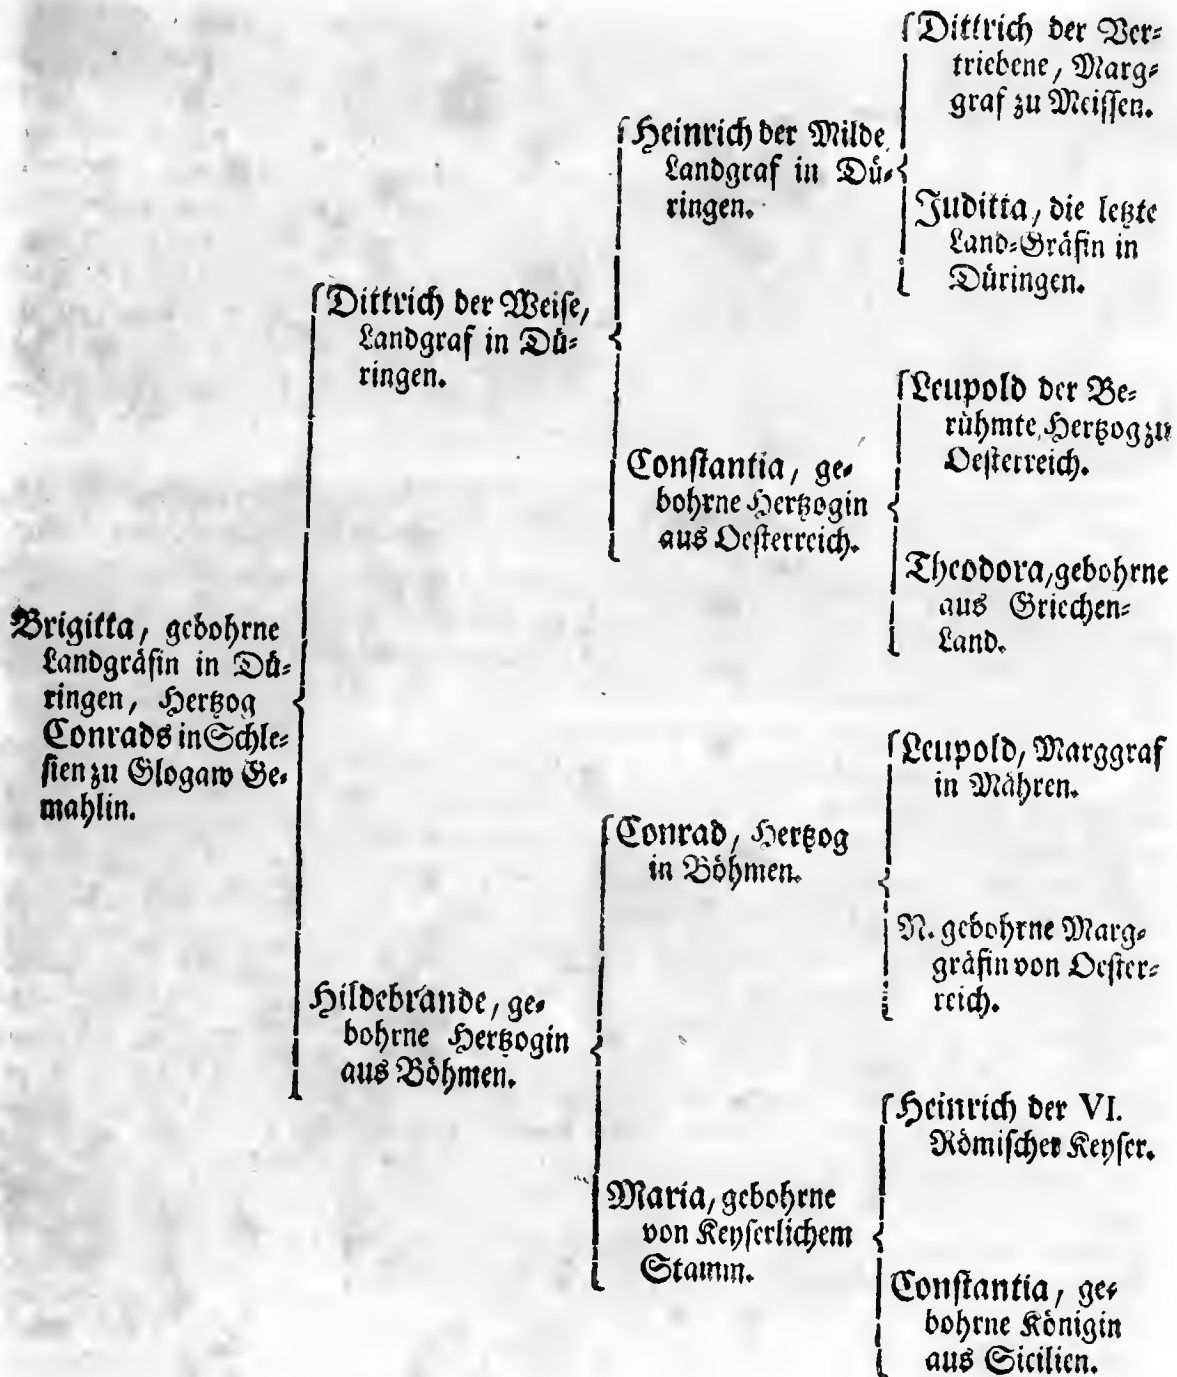 Brigitta, gebohrne
Landgräfin in Dü-
ringen, Hertzog
Conrads in Schle-
sien zu Glogaw Ge-
mahlin.
Dittrich der Weise,
Landgraf in Dü-
ringen.
Hildebrande, ge-
bohrne Hertzogin
aus Böhmen.
Heinrich der Milde
Landgraf in Dü-
ringen.
Constantia, ge-
bohrne Hertzogin
aus Oesterreich.
Conrad, Hertzog
in Böhmen.
Maria, gebohrne
von Keyserlichem
Stamm.
Dittrich der Ver-
triebene, Marg-
graf zu Meissen.
Juditta, die letzte
Land-Gräfin in
Düringen.
Leupold der Be-
rühmte, Hertzog zu
Oesterreich.
Theodora, gebohrne
aus Griechen-
Land.
Leupold, Marggraf
in Mähren.
N. gebohrne Marg-
gräfin von Oester-
reich.
Heinrich der VI.
Römischer Keyser.
Constantia, ge-
bohrne Königin
aus Sicilien.